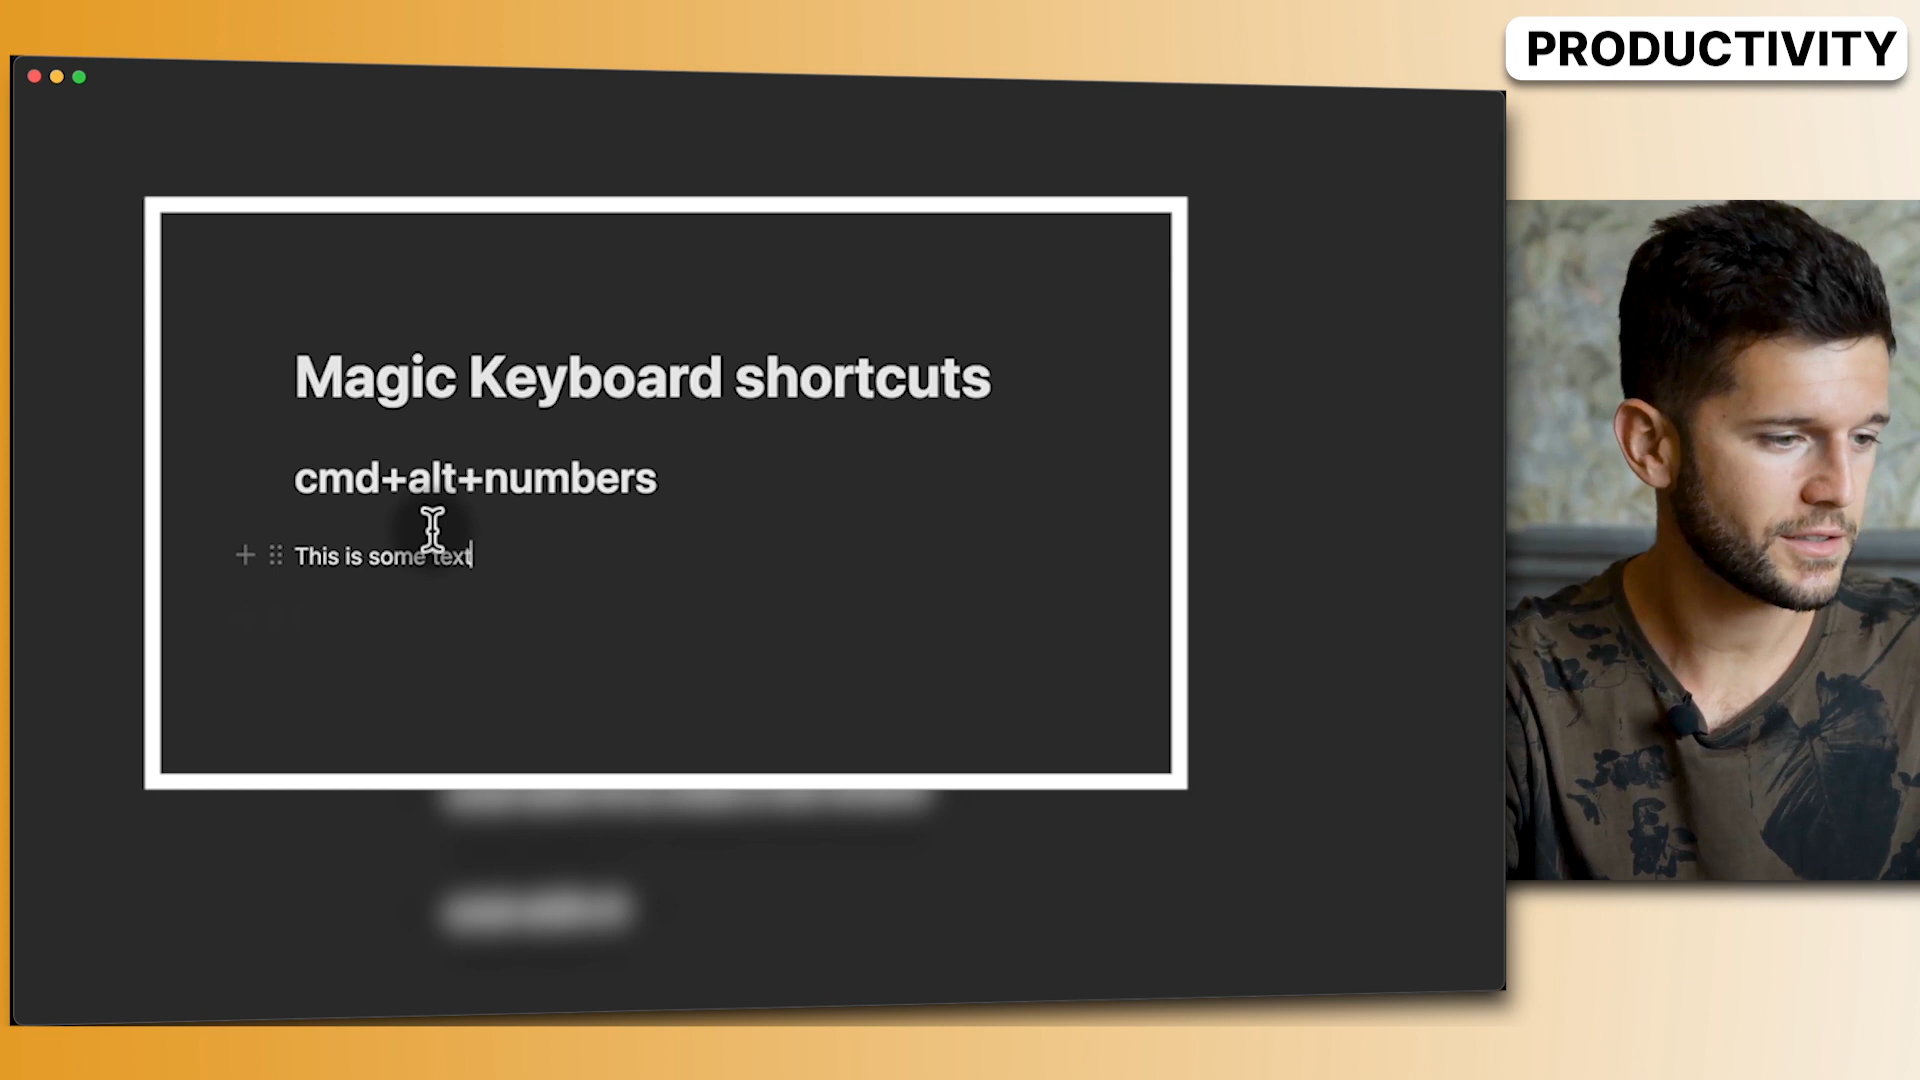 PRODUCTIVITY
Magic Keyboard shortcuts
cmd+alt+numbers
This is some text